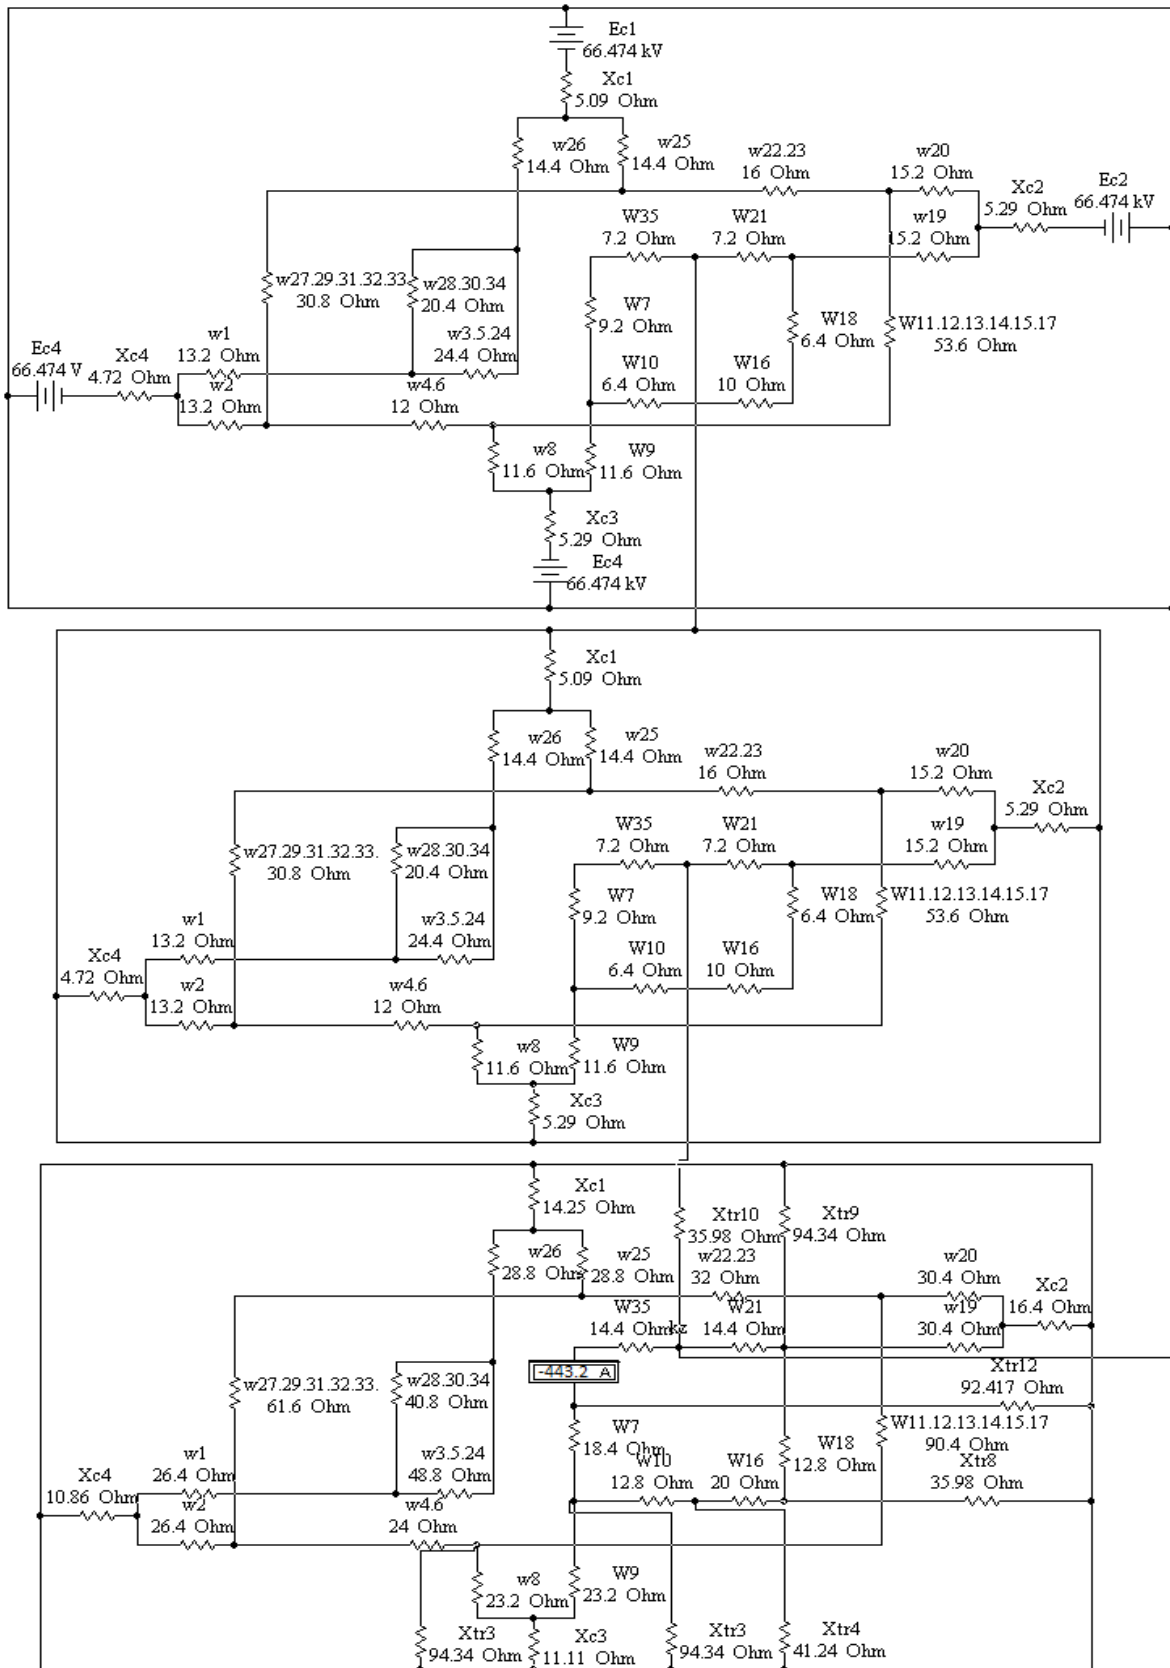 Ec1
66.474 kV
Xc1
5.09 Ohm
w26
14.4 Ohm
w25
14.4 Ohm
w22.23
16 Ohm
w20
15.2 Ohm
Xc2
5.29 Ohm
Ec2
66.474 kV
W35
7.2 Ohm
W21
7.2 Ohm
w19
15.2 Ohm
w27.29.31.32.33
30.8 Ohm
w28.30.34
20.4 Ohm
W7
9.2 Ohm
W18
6.4 Ohm
W11.12.13.14.15.17
53.6 Ohm
w1
13.2 Ohm
w3.5.24
24.4 Ohm
Ec4
66.474 V
Xc4
4.72 Ohm
w2
13.2 Ohm
w4.6
12 Ohm
W10
6.4 Ohm
W16
10 Ohm
w8
11.6 Ohm
W9
11.6 Ohm
Xc3
5.29 Ohm
Ec4
66.474 kV
Xc1
5.09 Ohm
w26
14.4 Ohm
w25
14.4 Ohm
w22.23
16 Ohm
w20
15.2 Ohm
Xc2
5.29 Ohm
W35
7.2 Ohm
W21
7.2 Ohm
w19
15.2 Ohm
w27.29.31.32.33.
30.8 Ohm
w28.30.34
20.4 Ohm
W7
9.2 Ohm
W18
6.4 Ohm
W11.12.13.14.15.17
53.6 Ohm
w1
13.2 Ohm
w3.5.24
24.4 Ohm
Xc4
4.72 Ohm
w2
13.2 Ohm
w4.6
12 Ohm
W10
6.4 Ohm
W16
10 Ohm
w8
11.6 Ohm
W9
11.6 Ohm
Xc3
5.29 Ohm
Xc1
14.25 Ohm
Xtr10
35.98 Ohm
Xtr9
94.34 Ohm
w26
28.8 Ohm
w25
28.8 Ohm
w22.23
32 Ohm
w20
30.4 Ohm
Xc2
16.4 Ohm
W35
14.4 Ohm
kz
W21
14.4 Ohm
w19
30.4 Ohm
-443.2 A
Xtr12
92.417 Ohm
w27.29.31.32.33.
61.6 Ohm
w28.30.34
40.8 Ohm
W7
18.4 Ohm
W18
12.8 Ohm
W11.12.13.14.15.17
90.4 Ohm
w1
26.4 Ohm
w3.5.24
48.8 Ohm
W10
12.8 Ohm
W16
20 Ohm
Xtr8
35.98 Ohm
Xc4
10.86 Ohm
w2
26.4 Ohm
w4.6
24 Ohm
w8
23.2 Ohm
W9
23.2 Ohm
Xtr3
94.34 Ohm
Xc3
11.11 Ohm
Xtr3
94.34 Ohm
Xtr4
41.24 Ohm